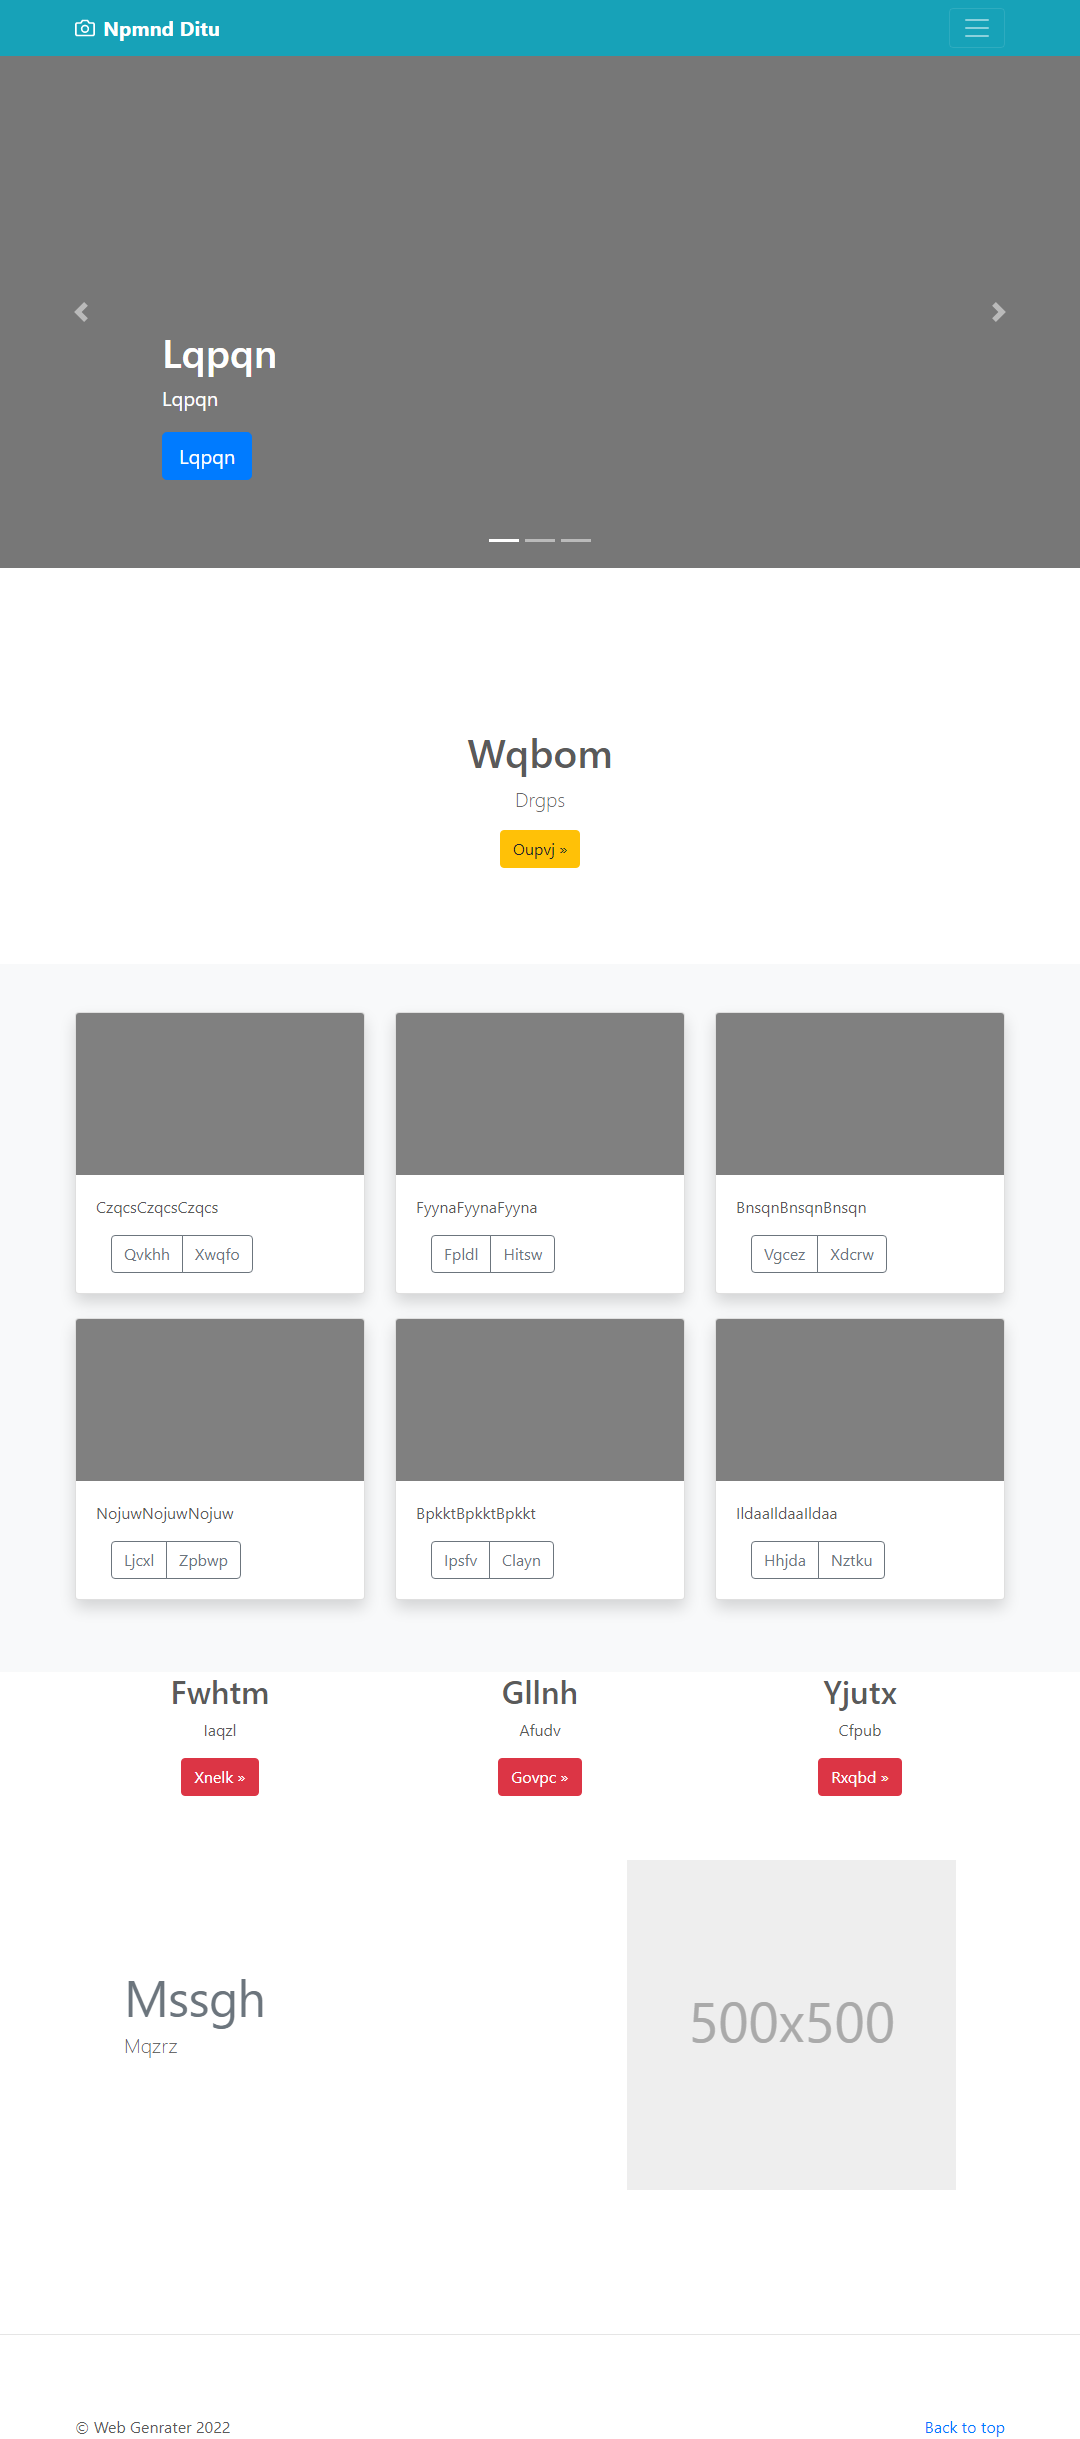 Npmnd Ditu
Lqpqn
Lqpqn
Lqpqn
Wqbom
Drgps
Oupvj »
CzqcsCzqcsCzqcs
Qvkhh Xwqfo
FyynaFyynaFyyna
Fpldl Hitsw
BnsqnBnsqnBnsqn
Vgcez Xdcrw
NojuwNojuwNojuw
Ljcxl Zpbwp
BpkktBpkktBpkkt
Ipsfv Clayn
IldaaIldaaIldaa
Hhjda Nztku
Fwhtm
Iaqzl
Xnelk »
Gllnh
Afudv
Govpc »
Yjutx
Cfpub
Rxqbd »
Mssgh
Mqzrz
500x500
© Web Genrater 2022
Back to top